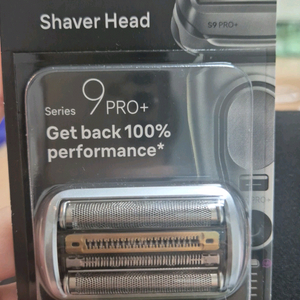 Shaver Head
S9 PRO+
Series 9 PRO+
Get back 100%
performance*